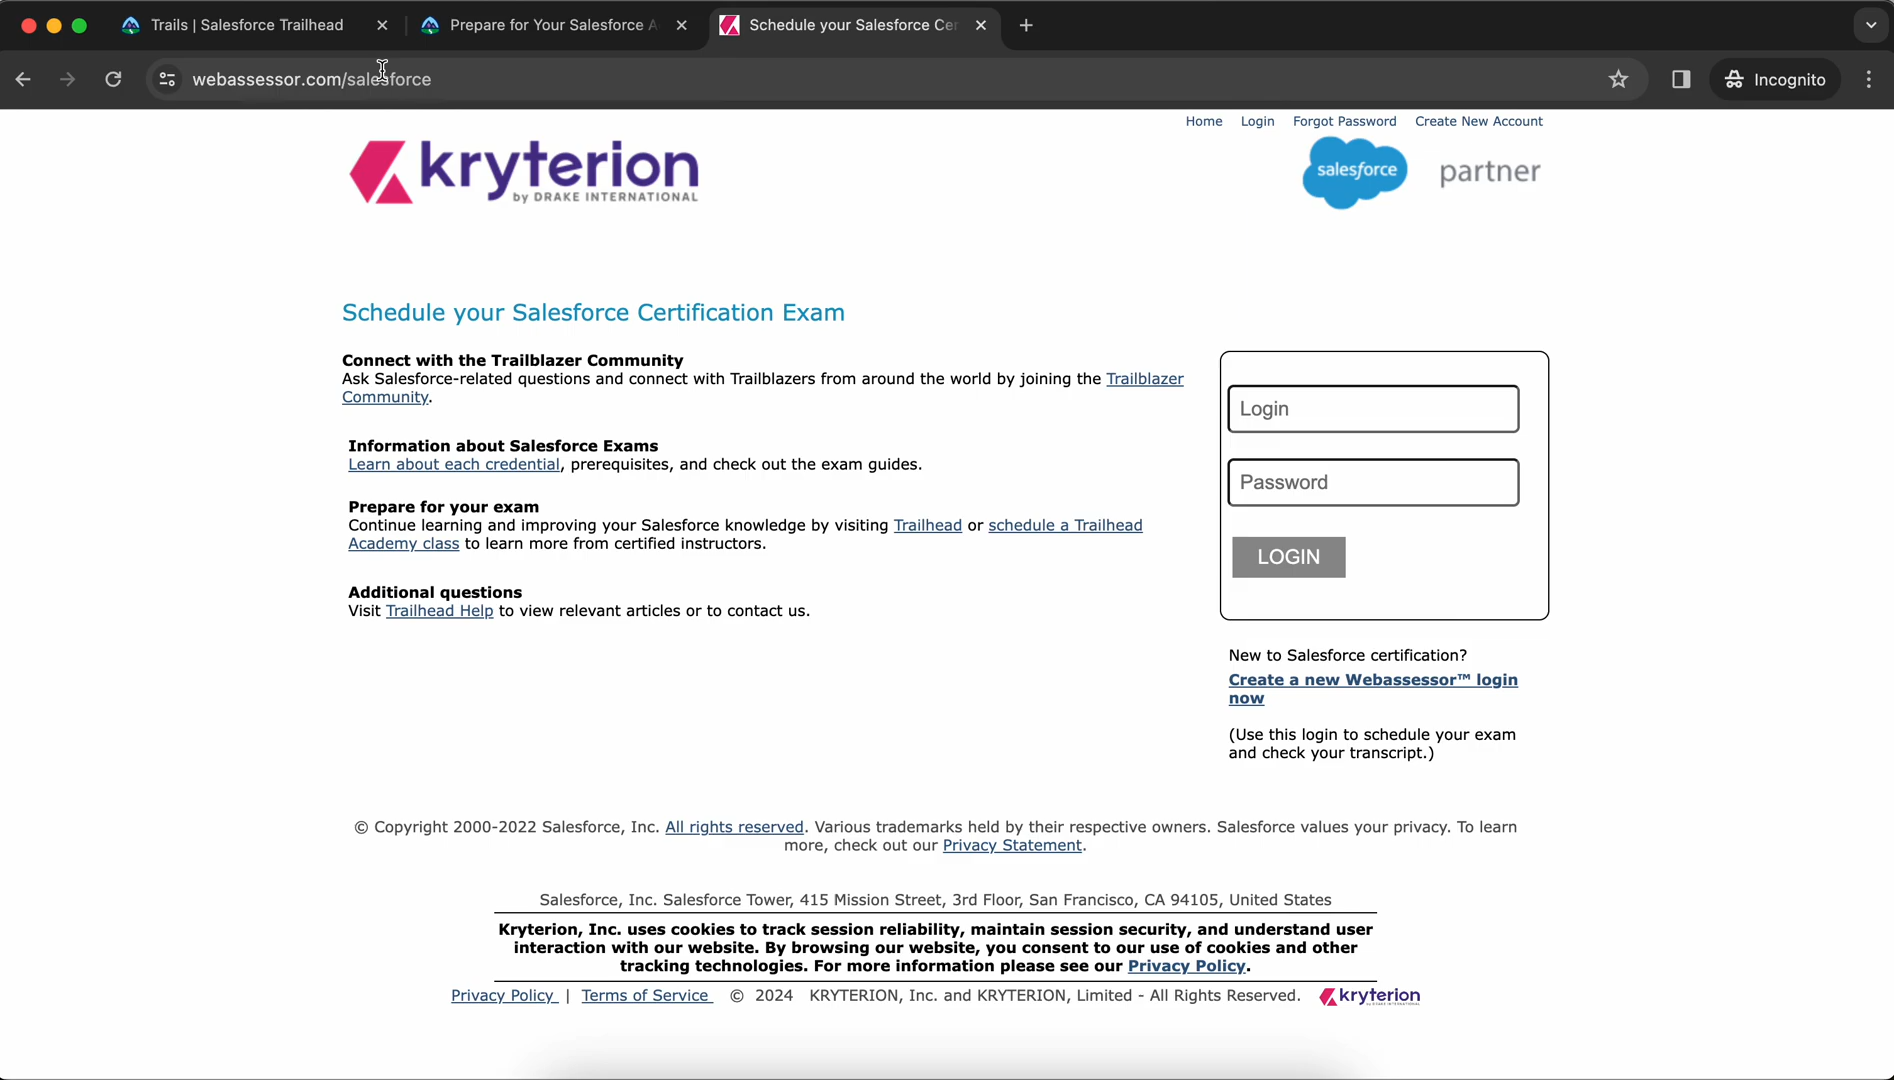 Trails | Salesforce Trailhead
Prepare for Your Salesforce A
Schedule your Salesforce Cer
webassessor.com/salesforce
Incognito
Home Login Forgot Password Create New Account
kryterion
by DRAKE INTERNATIONAL
salesforce partner
Schedule your Salesforce Certification Exam
Connect with the Trailblazer Community
Ask Salesforce-related questions and connect with Trailblazers from around the world by joining the Trailblazer
Community.
Information about Salesforce Exams
Learn about each credential, prerequisites, and check out the exam guides.
Prepare for your exam
Continue learning and improving your Salesforce knowledge by visiting Trailhead or schedule a Trailhead
Academy class to learn more from certified instructors.
Additional questions
Visit Trailhead Help to view relevant articles or to contact us.
Login
Password
LOGIN
New to Salesforce certification?
Create a new Webassessor™ login
now
(Use this login to schedule your exam
and check your transcript.)
© Copyright 2000-2022 Salesforce, Inc. All rights reserved. Various trademarks held by their respective owners. Salesforce values your privacy. To learn
more, check out our Privacy Statement.
Salesforce, Inc. Salesforce Tower, 415 Mission Street, 3rd Floor, San Francisco, CA 94105, United States
Kryterion, Inc. uses cookies to track session reliability, maintain session security, and understand user
interaction with our website. By browsing our website, you consent to our use of cookies and other
tracking technologies. For more information please see our Privacy Policy.
Privacy Policy | Terms of Service © 2024 KRYTERION, Inc. and KRYTERION, Limited - All Rights Reserved. kryterion